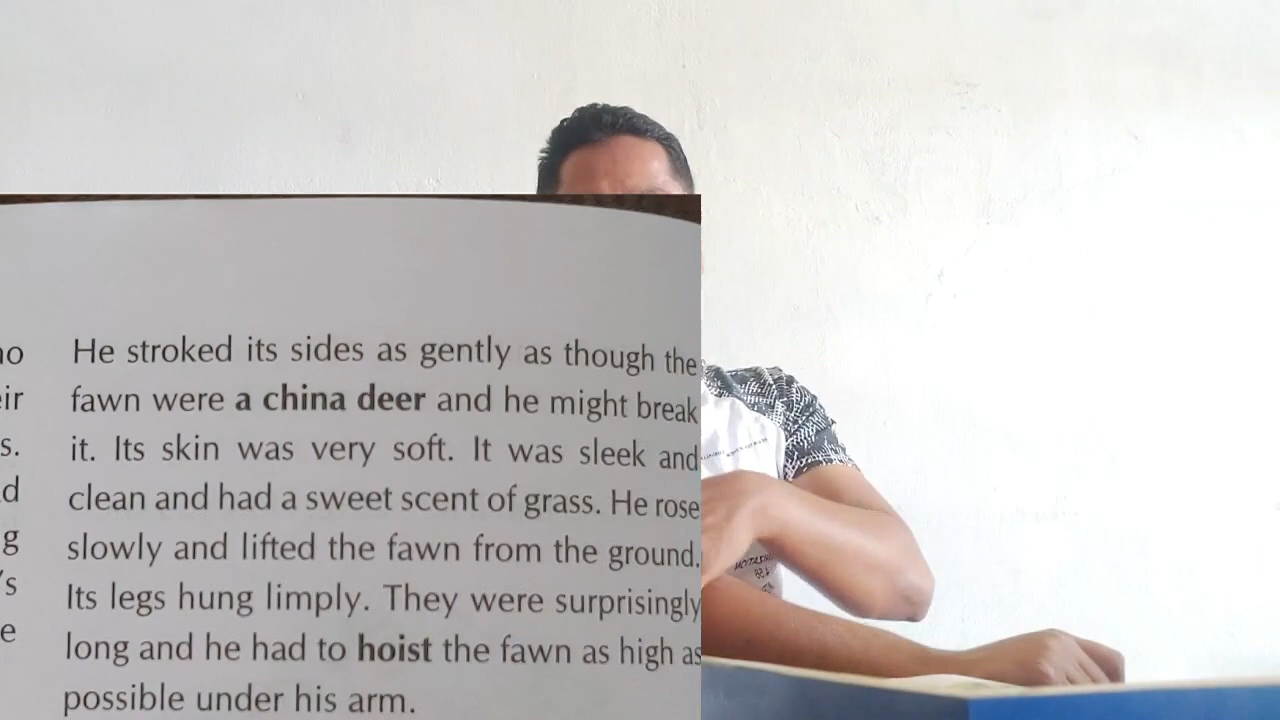 He stroked its sides as gently as though the
fawn were a china deer and he might break
it. Its skin was very soft. It was sleek and
clean and had a sweet scent of grass. He rose
slowly and lifted the fawn from the ground.
Its legs hung limply. They were surprisingly
long and he had to hoist the fawn as high as
possible under his arm.